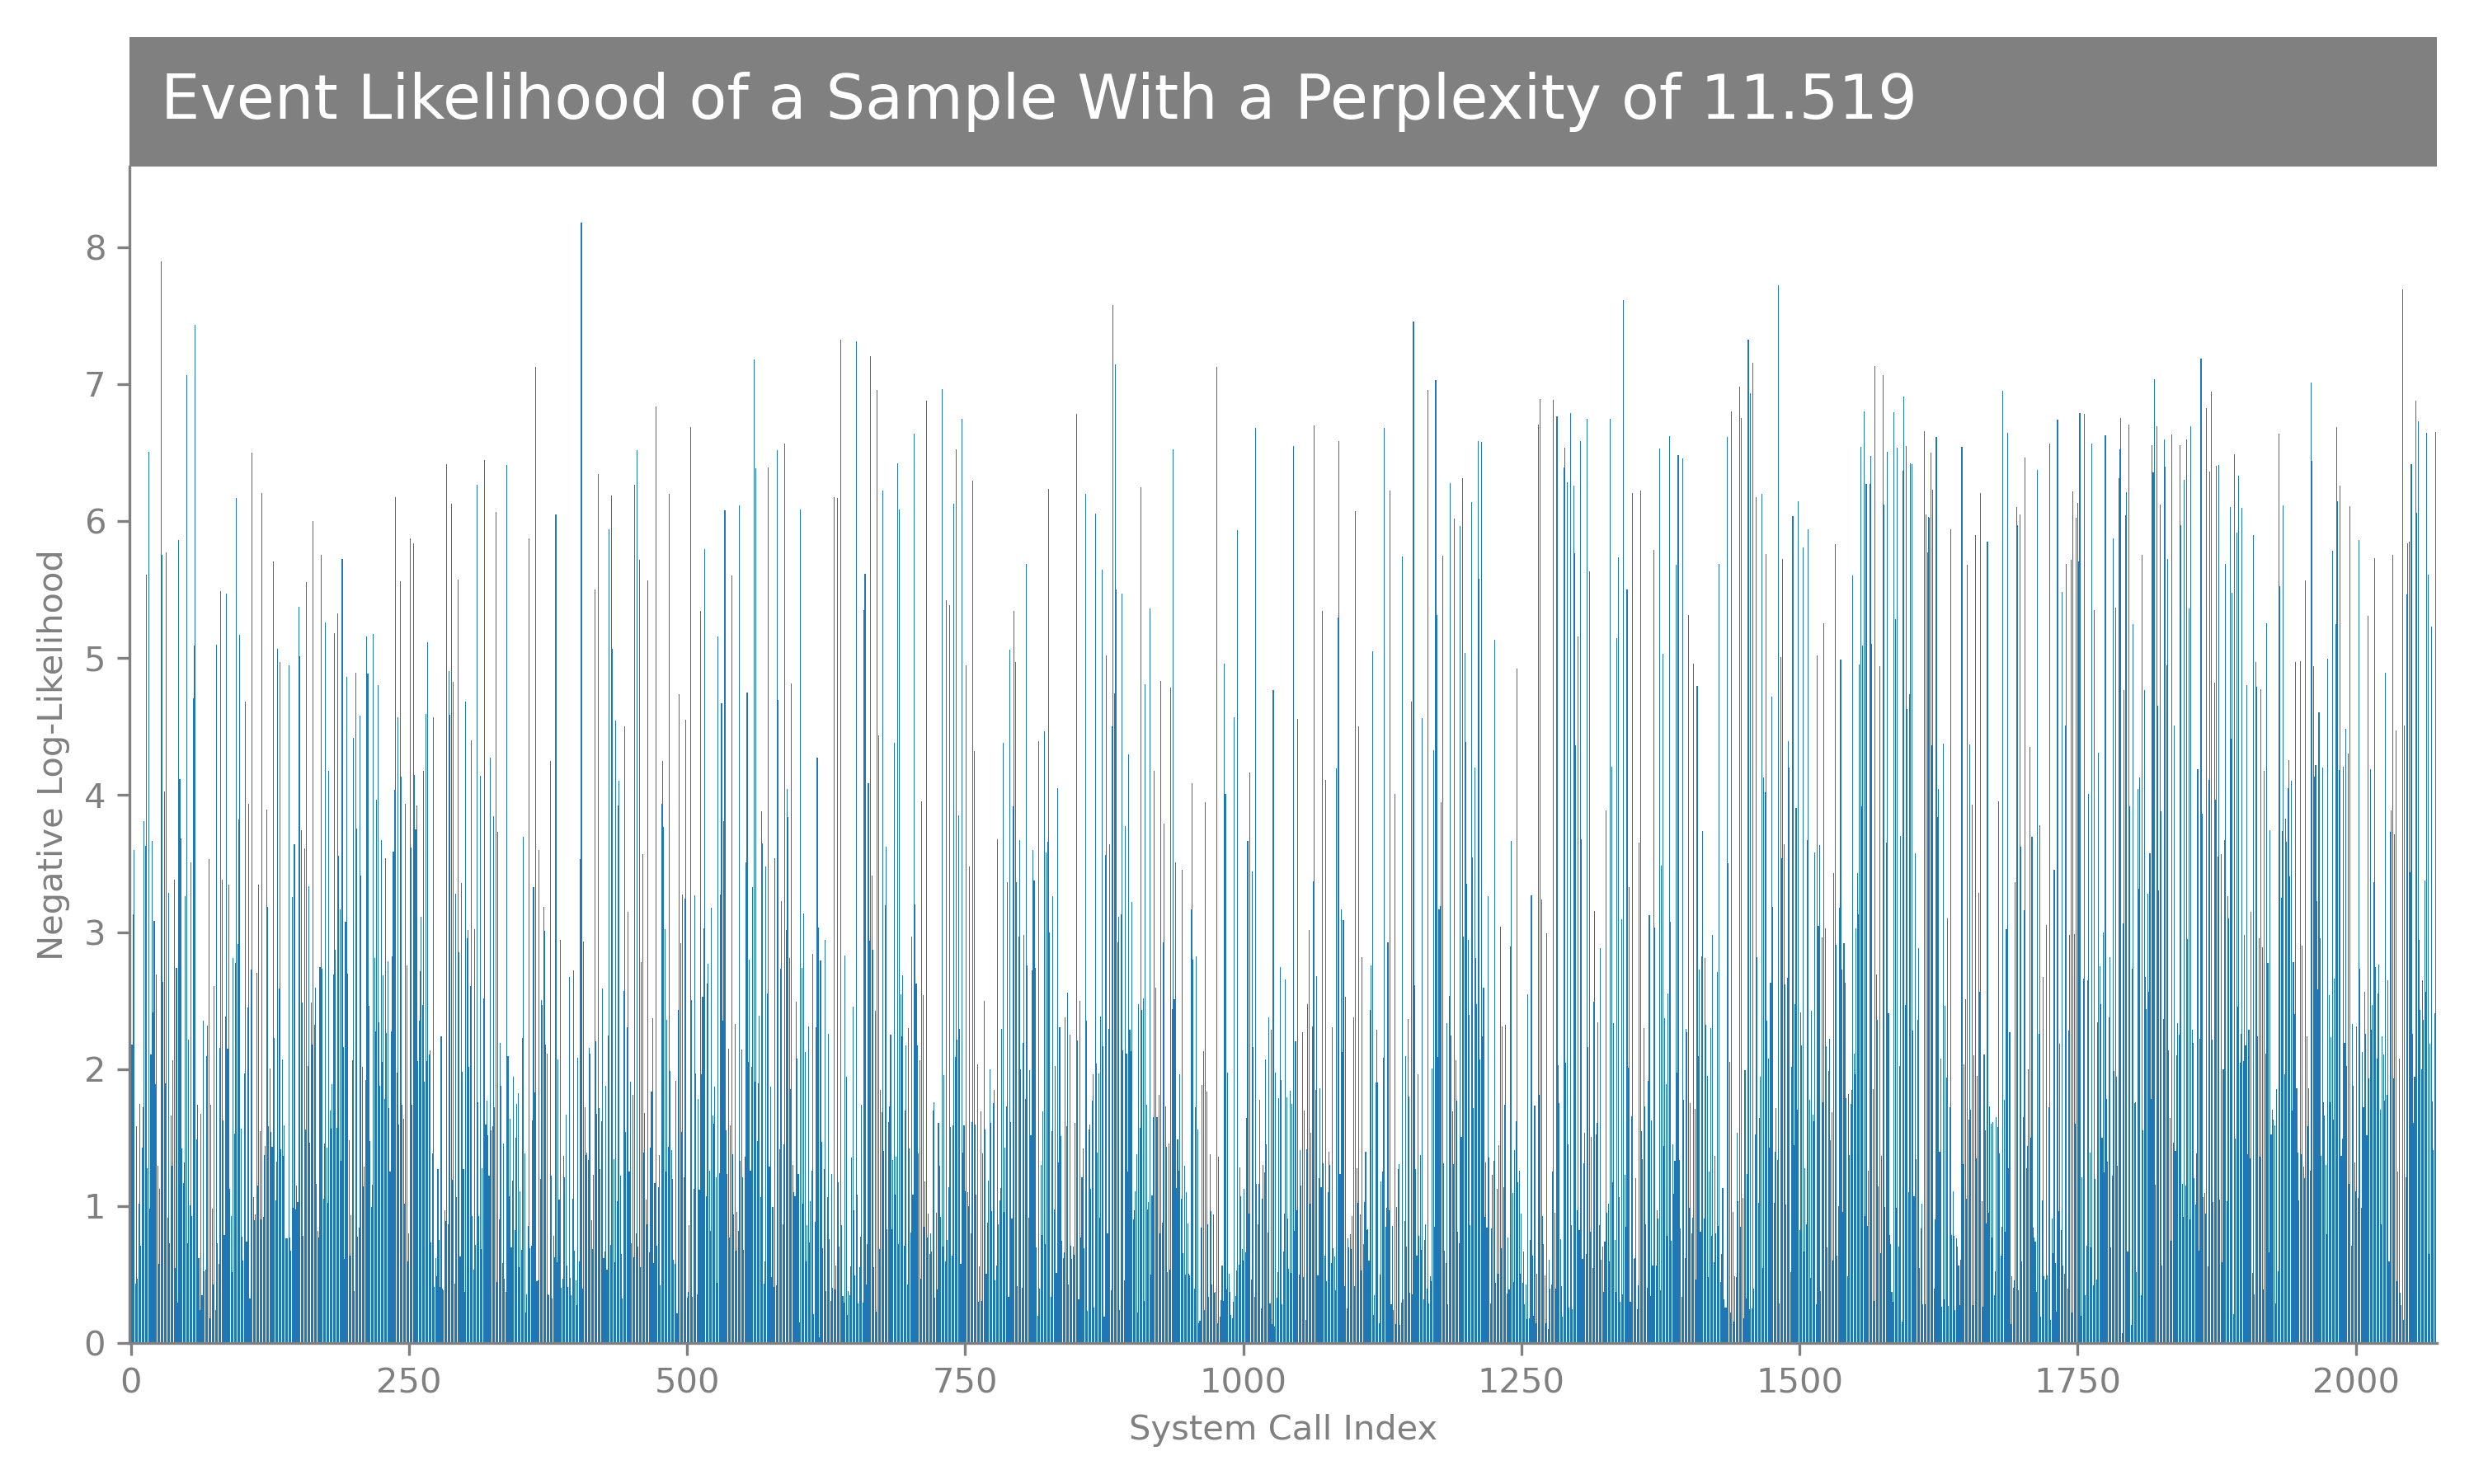 Event Likelihood of a Sample With a Perplexity of 11.519
8
7
6
5
4
3
2
1
0
Negative Log-Likelihood
0 250 500 750 1000 1250 1500 1750 2000
System Call Index